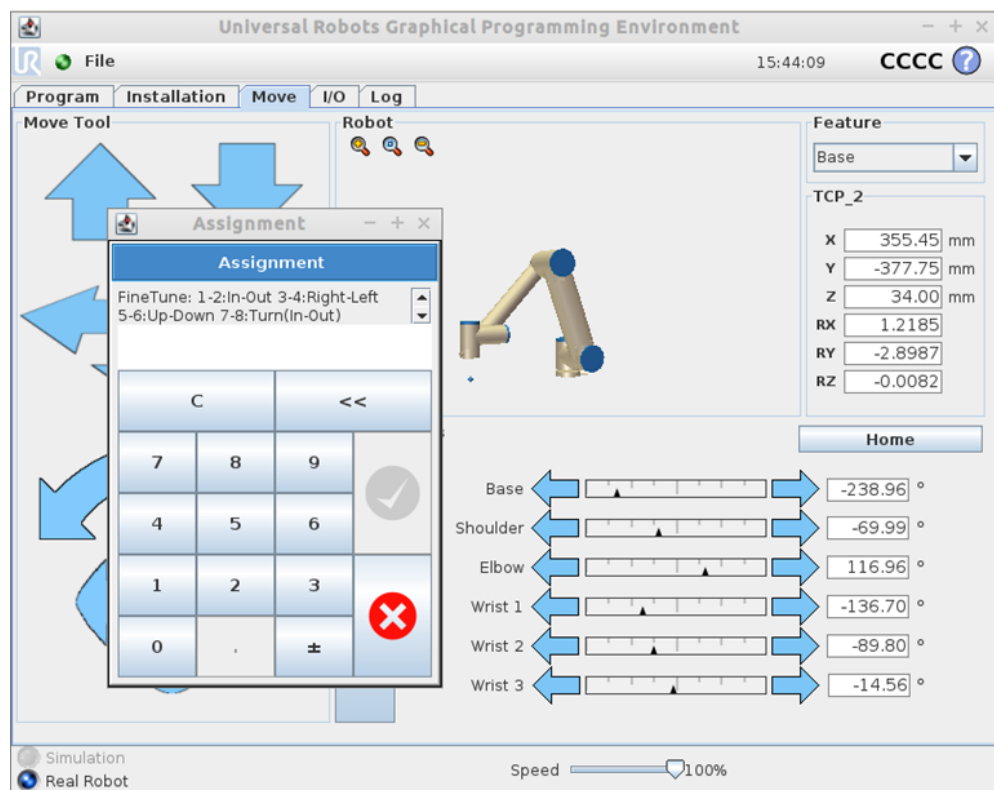 Universal Robots Graphical Programming Environment
UR File 15:44:09 CCCC ?
Program Installation Move I/O Log
Move Tool Robot Feature
Base
TCP_2
X 355.45 mm
Y -377.75 mm
Z 34.00 mm
RX 1.2185
RY -2.8987
RZ -0.0082
Assignment
Assignment
FineTune: 1-2:In-Out 3-4:Right-Left
5-6:Up-Down 7-8:Turn(In-Out)
C <<
7 8 9
4 5 6
1 2 3
0 . ±
Home
Base -238.96 °
Shoulder -69.99 °
Elbow 116.96 °
Wrist 1 -136.70 °
Wrist 2 -89.80 °
Wrist 3 -14.56 °
Simulation
Real Robot
Speed 100%